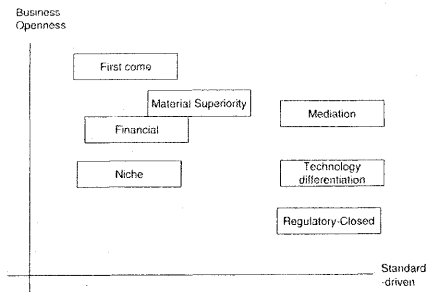 Business
Openness
First come
Material Superiority
Mediation
Financial
Niche
Technology
differentiation
Regulatory-Closed
Standard
-driven